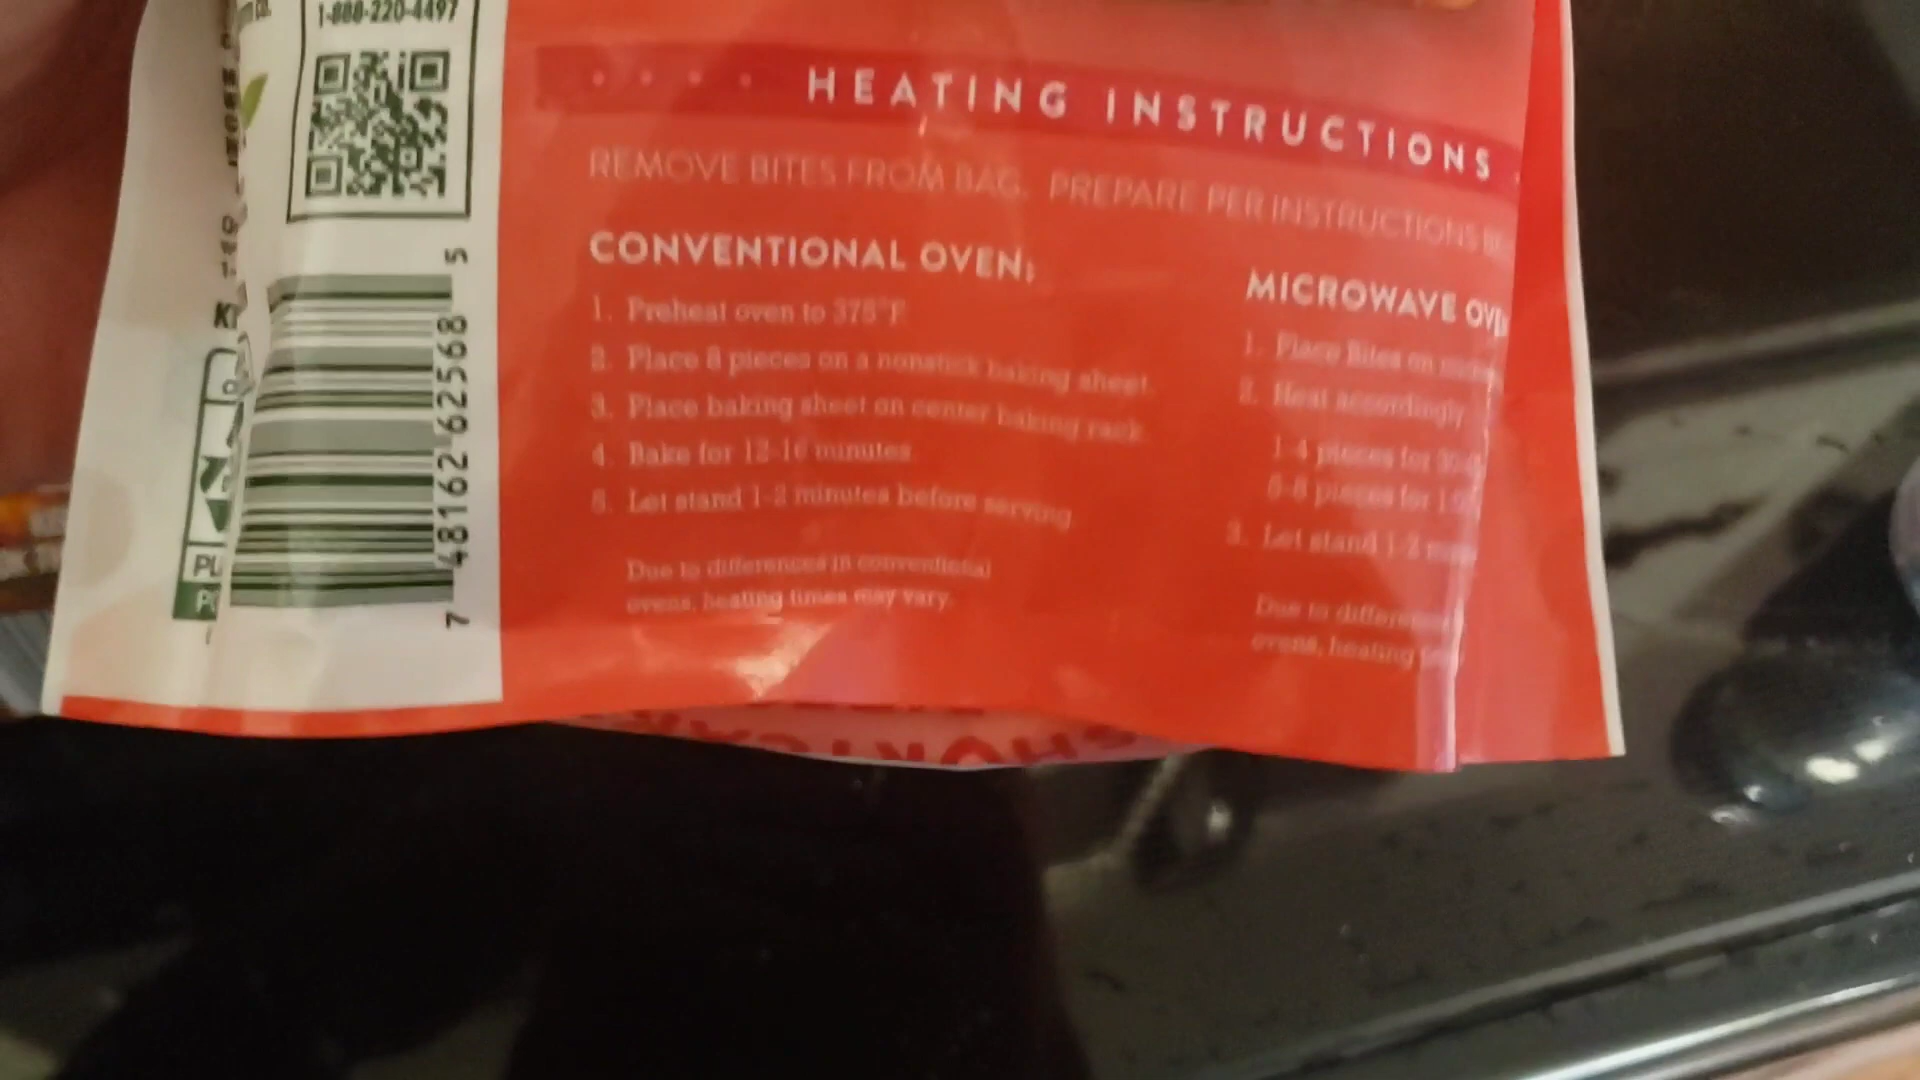 1-888-220-4497
HEATING INSTRUCTIONS
REMOVE BITES FROM BAG. PREPARE PER INSTRUCTIONS
CONVENTIONAL OVEN:
1. Preheat oven to 375°F.
2. Place 8 pieces on a nonstick baking sheet.
3. Place baking sheet on center baking rack.
4. Bake for 12-16 minutes
5. Let stand 1-2 minutes before serving.
Due to differences in conventional
ovens, heating times may vary.
MICROWAVE
1. Place Bites on
2. Heat accordingly
1-4 pieces for
5-8 pieces for
3. Let stand 1-2
Due to
ovens, heating
7 48162 62568 5